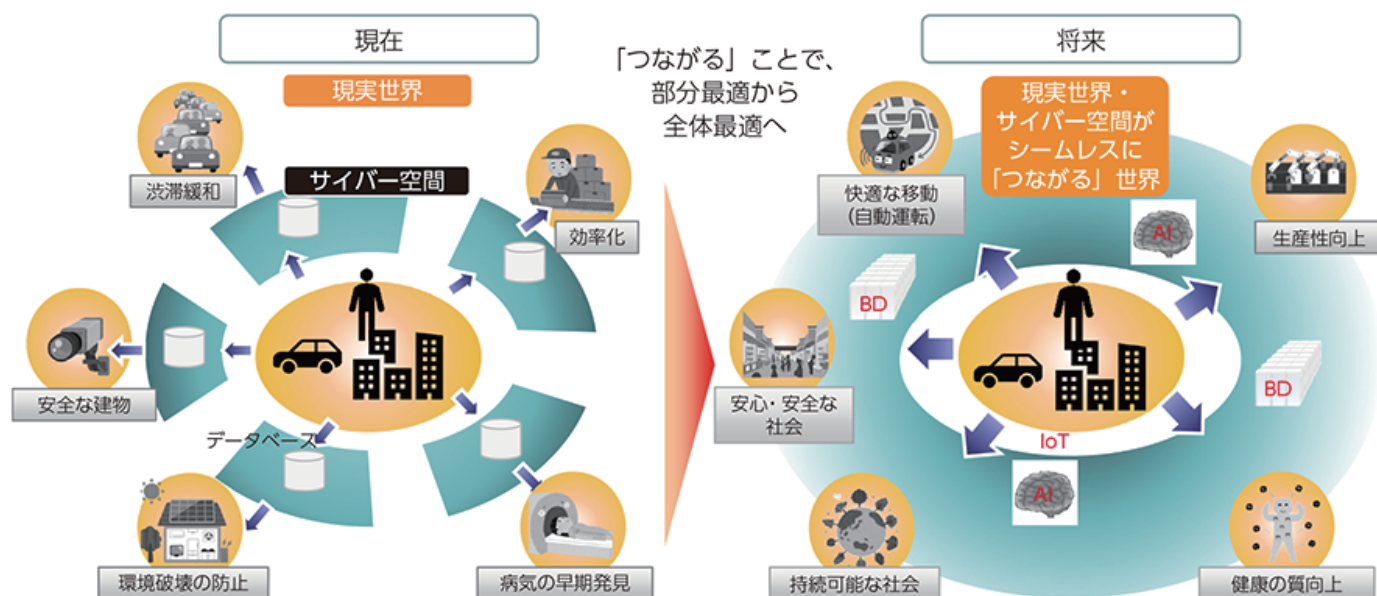 現在
現実世界
サイバー空間
渋滞緩和
効率化
安全な建物
データベース
環境破壊の防止
病気の早期発見
「つながる」ことで、
部分最適から
全体最適へ
将来
現実世界・
サイバー空間が
シームレスに
「つながる」世界
快適な移動
(自動運転)
AI
生産性向上
BD
BD
安心・安全な
社会
IoT
AI
持続可能な社会
健康の質向上